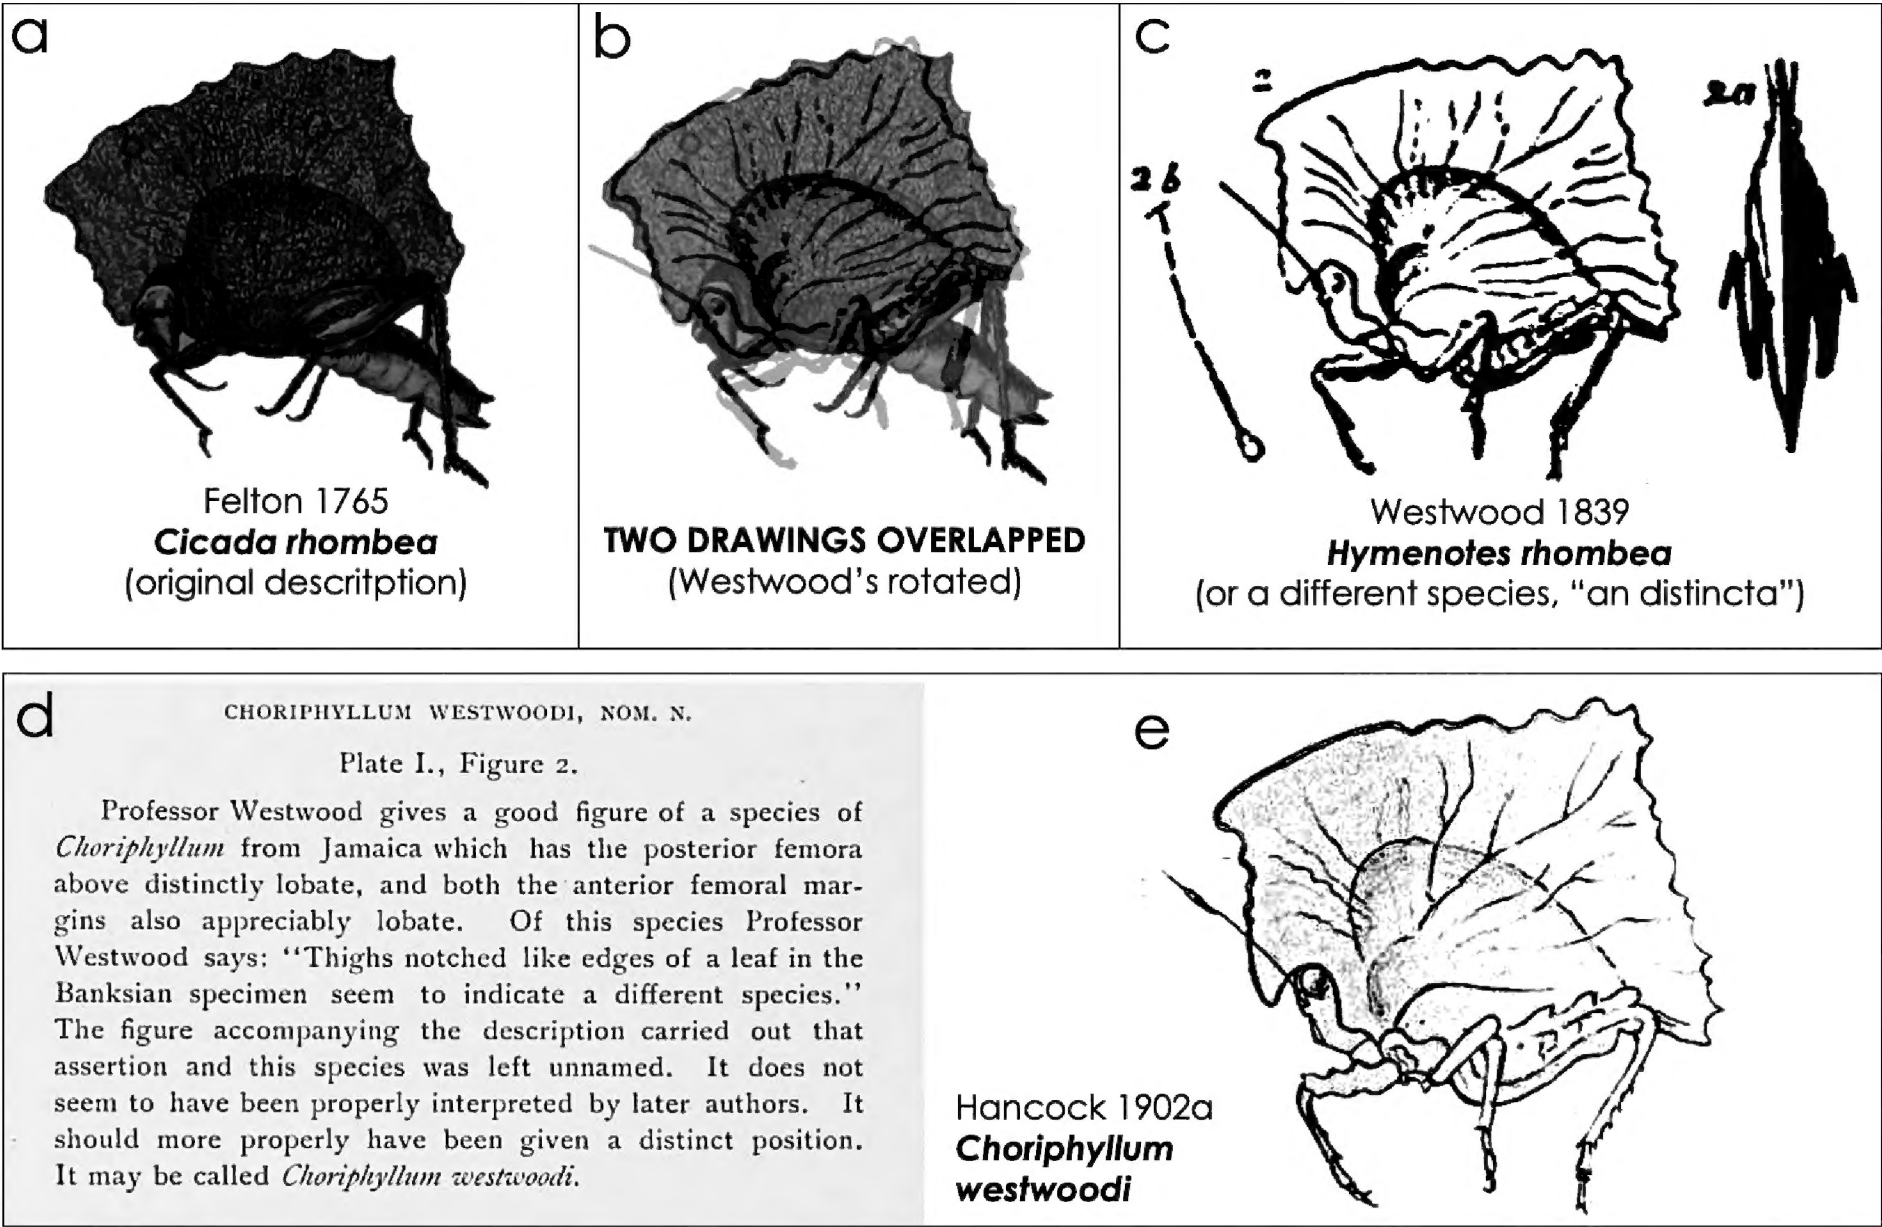 a
Felton 1765
Cicada rhombea
(original descritption)
b
TWO DRAWINGS OVERLAPPED
(Westwood's rotated)
c
2
2a
2b
Westwood 1839
Hymenotes rhombea
(or a different species, "an distincta")
d
CHORIPHYLLUM WESTWOODI, NOM. N.
Plate I., Figure 2.
Professor Westwood gives a good figure of a species of
Choriphyllum from Jamaica which has the posterior femora
above distinctly lobate, and both the anterior femoral mar-
gins also appreciably lobate. Of this species Professor
Westwood says: "Thighs notched like edges of a leaf in the
Banksian specimen seem to indicate a different species."
The figure accompanying the description carried out that
assertion and this species was left unnamed. It does not
seem to have been properly interpreted by later authors. It
should more properly have been given a distinct position.
It may be called Choriphyllum westwoodi.
e
Hancock 1902a
Choriphyllum
westwoodi